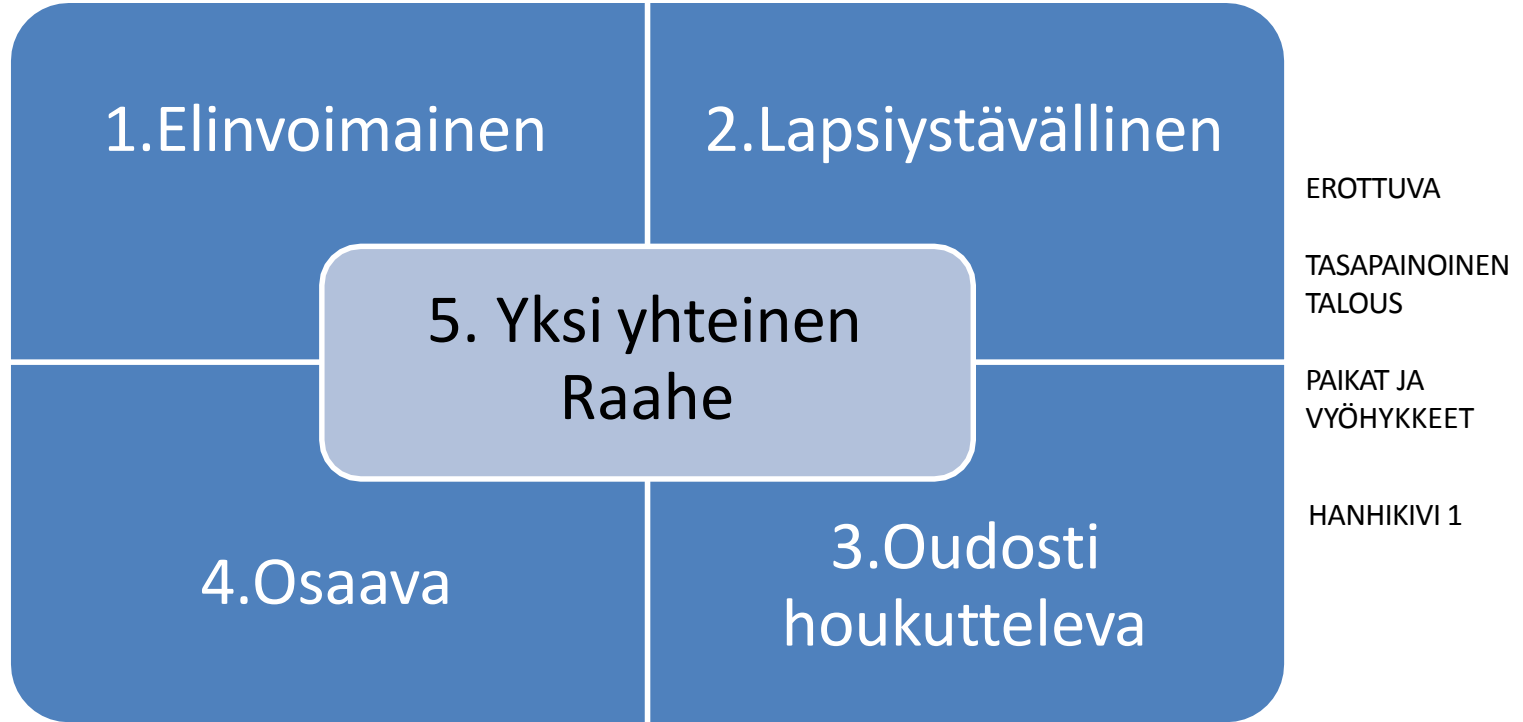 1.Elinvoimainen
2.Lapsiystävällinen
5. Yksi yhteinen
Raahe
4.Osaava
3.Oudosti
houkutteleva
EROTTUVA
TASAPAINOINEN
TALOUS
PAIKAT JA
VYÖHYKKEET
HANHIKIVI 1